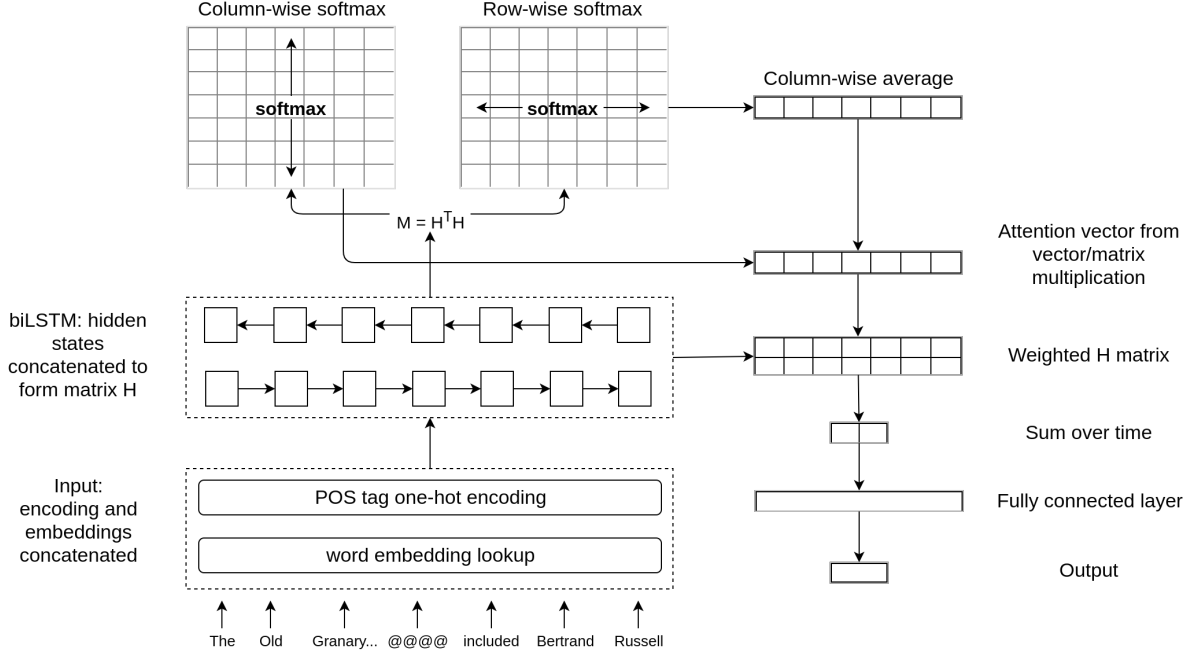 Column-wise softmax
Row-wise softmax
softmax
softmax
Column-wise average
M = HᵀH
Attention vector from
vector/matrix
multiplication
biLSTM: hidden
states
concatenated to
form matrix H
Weighted H matrix
Sum over time
Input:
encoding and
embeddings
concatenated
POS tag one-hot encoding
word embedding lookup
Fully connected layer
Output
The Old Granary... @@@@ included Bertrand Russell